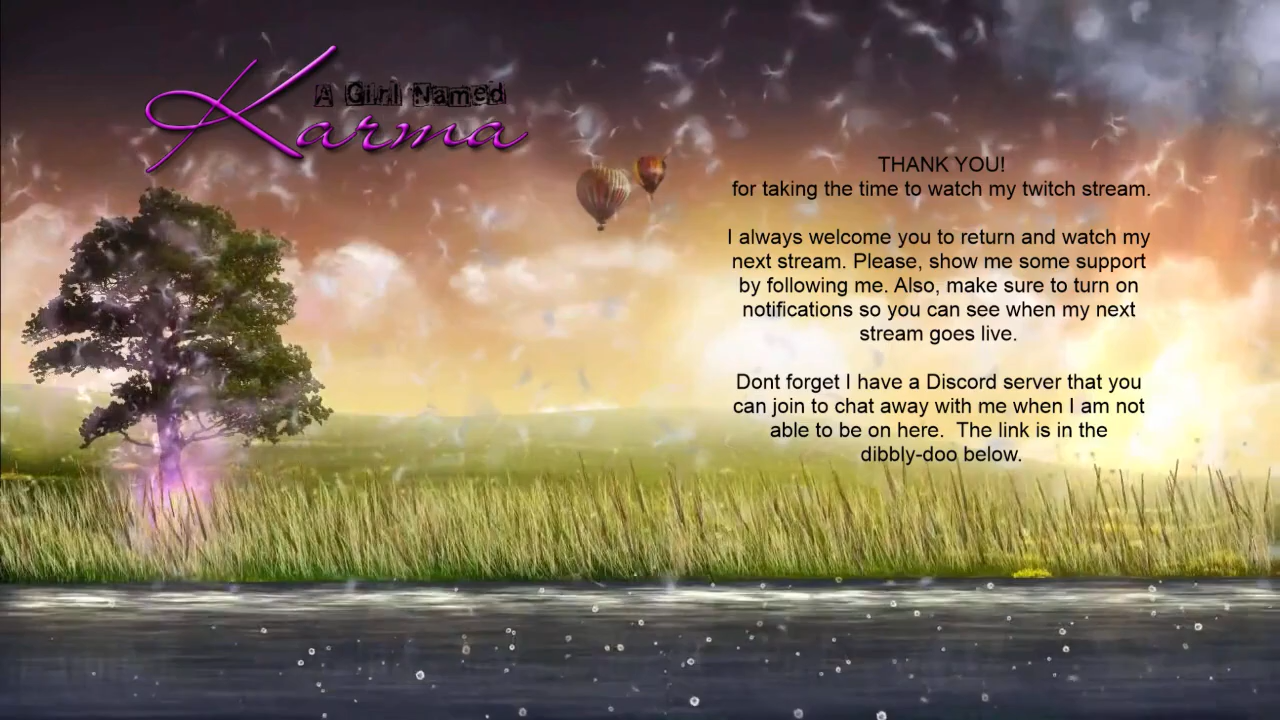 A Girl Named
Karma
THANK YOU!
for taking the time to watch my twitch stream.
I always welcome you to return and watch my
next stream. Please, show me some support
by following me. Also, make sure to turn on
notifications so you can see when my next
stream goes live.
Dont forget I have a Discord server that you
can join to chat away with me when I am not
able to be on here.  The link is in the
dibbly-doo below.